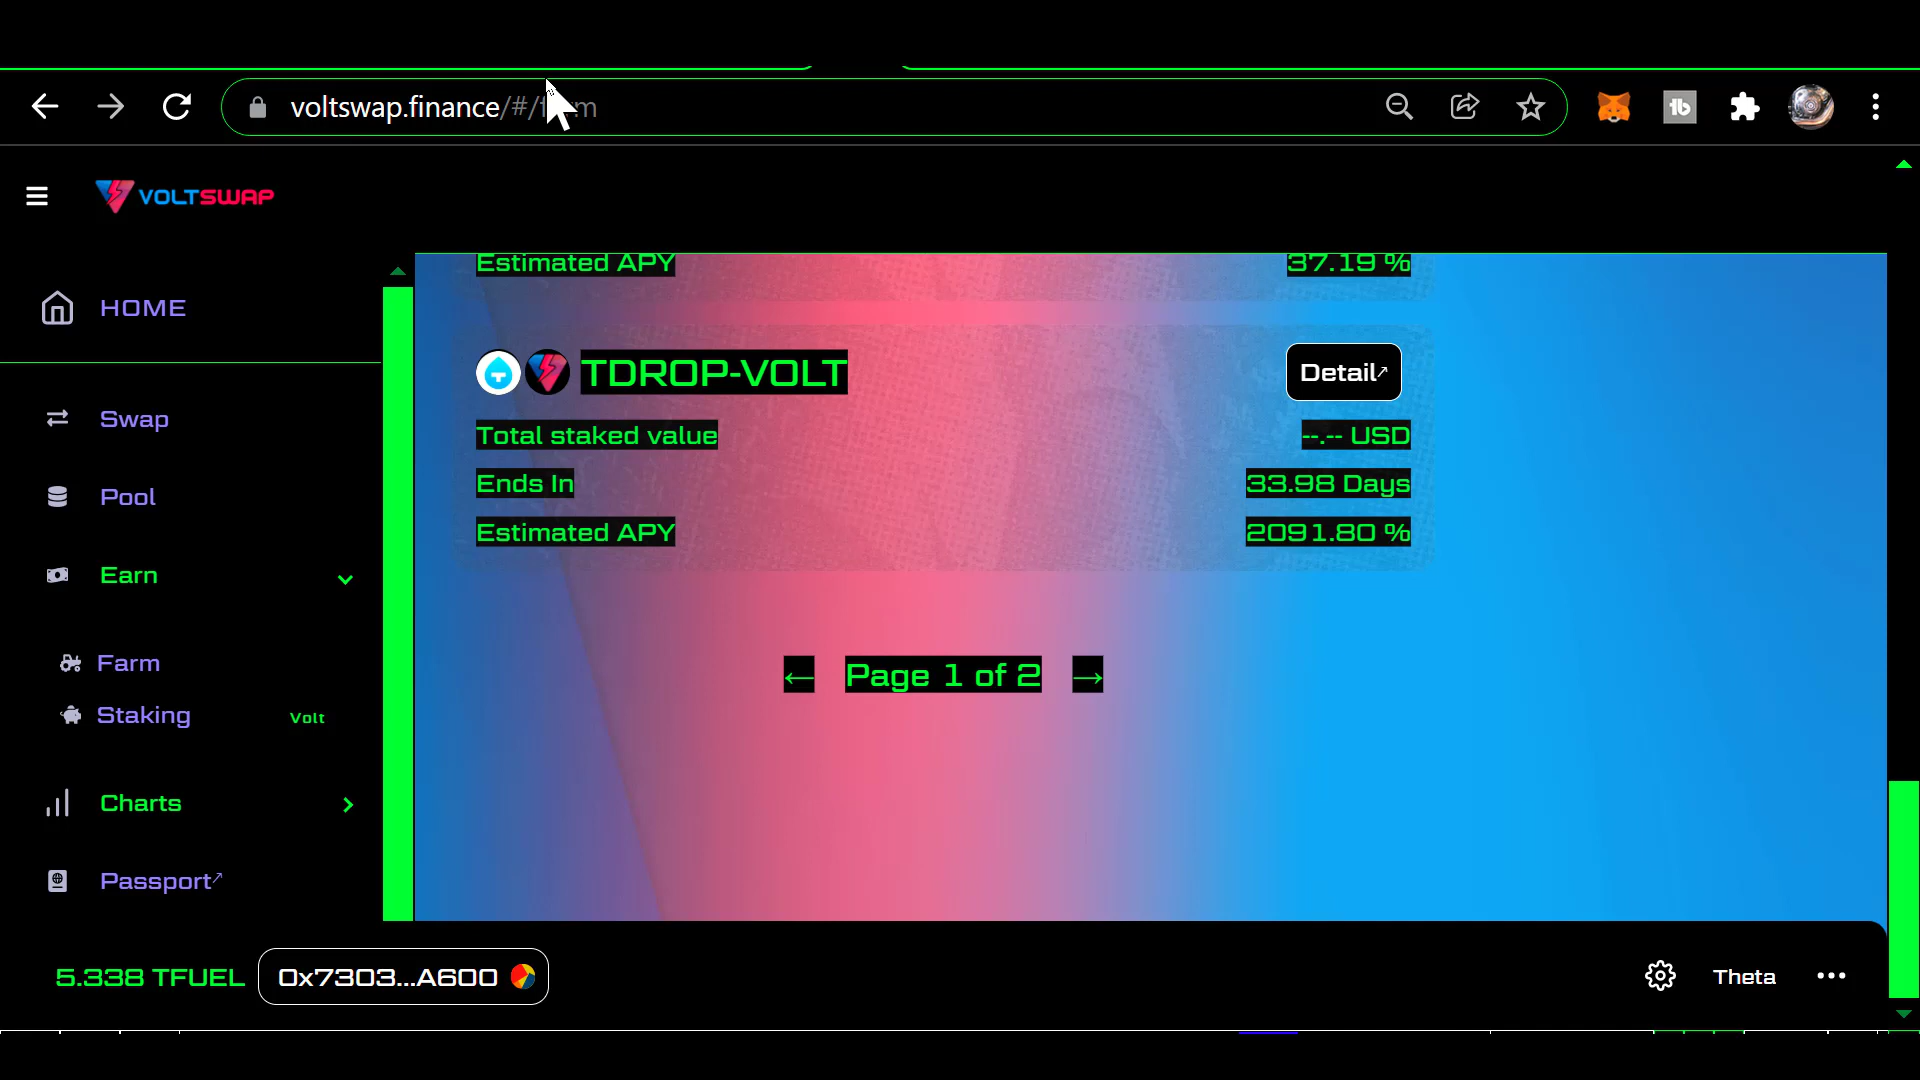 voltswap.finance/#/farm
VOLTSWAP
HOME
Swap
Pool
Earn
Farm
Staking Volt
Charts
Passport↗
Estimated APY 37.19 %
TDROP-VOLT Detail↗
Total staked value --.-- USD
Ends In 33.98 Days
Estimated APY 2091.80 %
← Page 1 of 2 →
5.338 TFUEL 0x7303...A600
Theta